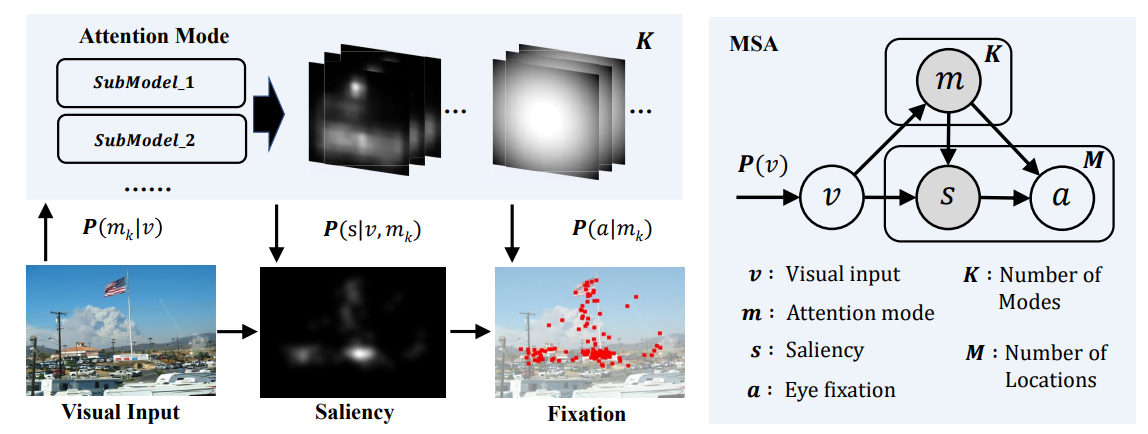 Attention Mode
K
SubModel_1
SubModel_2
……
...
...
P(m_k|v)
P(s|v, m_k)
P(a|m_k)
Visual Input
Saliency
Fixation
MSA
K
m
M
P(v)
v
s
a
v : Visual input
m : Attention mode
s : Saliency
a : Eye fixation
K : Number of
Modes
M : Number of
Locations